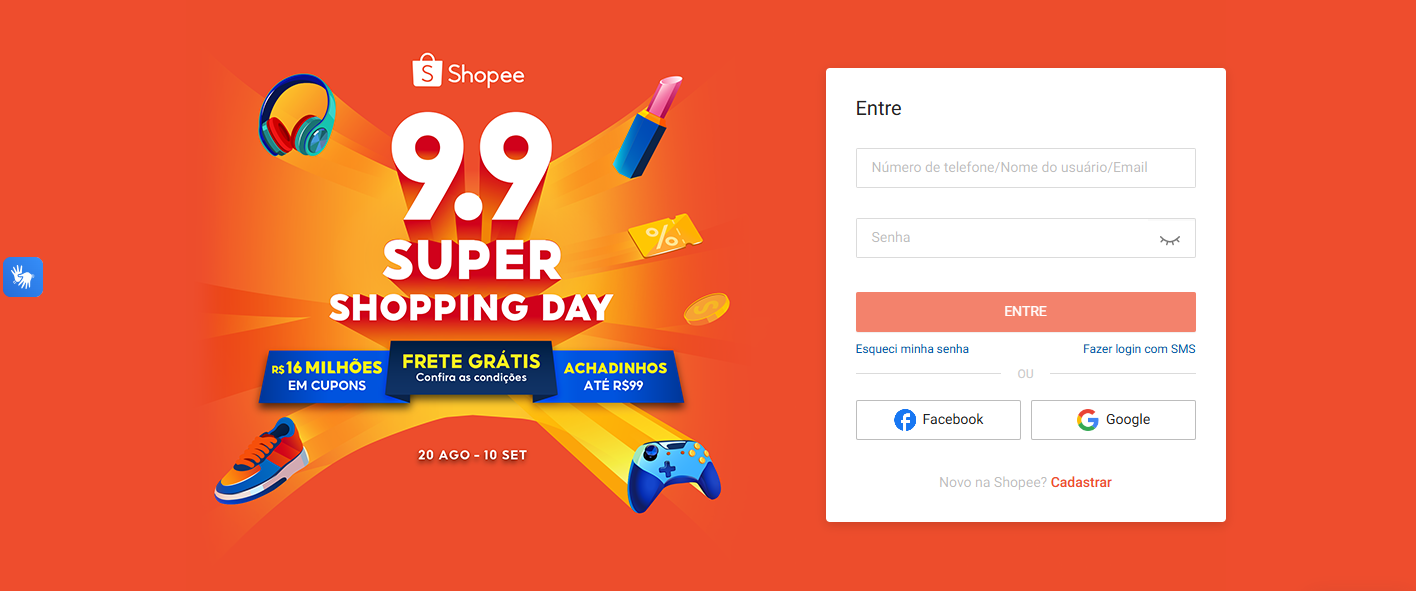 Shopee
9.9
SUPER
SHOPPING DAY
R$ 16 MILHÕES
EM CUPONS
FRETE GRÁTIS
Confira as condições
ACHADINHOS
ATÉ R$99
20 AGO - 10 SET
Entre
Número de telefone/Nome do usuário/Email
Senha
ENTRE
Esqueci minha senha
Fazer login com SMS
OU
Facebook
Google
Novo na Shopee? Cadastrar